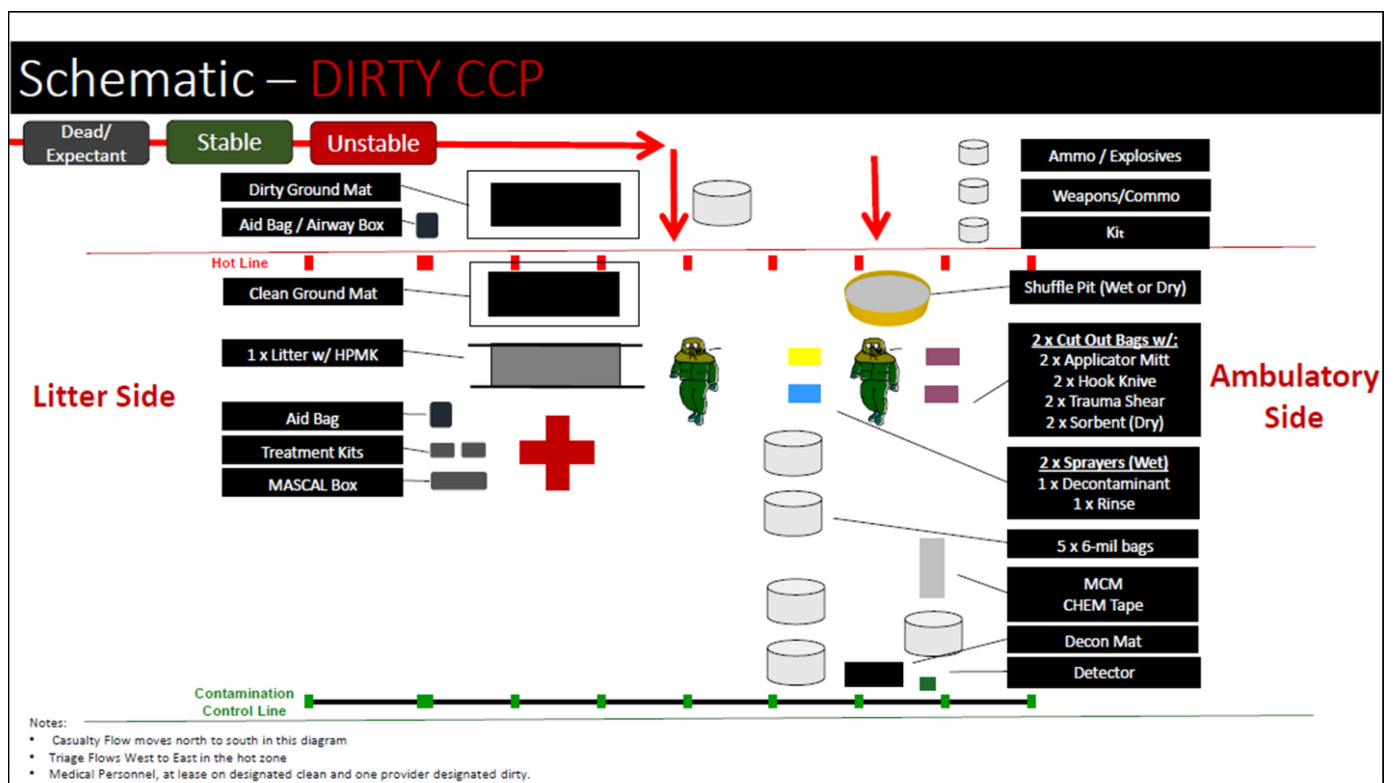 Schematic – DIRTY CCP
Dead/
Expectant
Stable
Unstable
Dirty Ground Mat
Aid Bag / Airway Box
Ammo / Explosives
Weapons/Commo
Kit
Hot Line
Clean Ground Mat
Shuffle Pit (Wet or Dry)
1 x Litter w/ HPMK
2 x Cut Out Bags w/:
2 x Applicator Mitt
2 x Hook Knive
2 x Trauma Shear
2 x Sorbent (Dry)
Litter Side
Ambulatory
Side
Aid Bag
Treatment Kits
MASCAL Box
2 x Sprayers (Wet)
1 x Decontaminant
1 x Rinse
5 x 6-mil bags
MCM
CHEM Tape
Decon Mat
Detector
Contamination
Control Line
Notes:
• Casualty Flow moves north to south in this diagram
• Triage Flows West to East in the hot zone
• Medical Personnel, at lease on designated clean and one provider designated dirty.